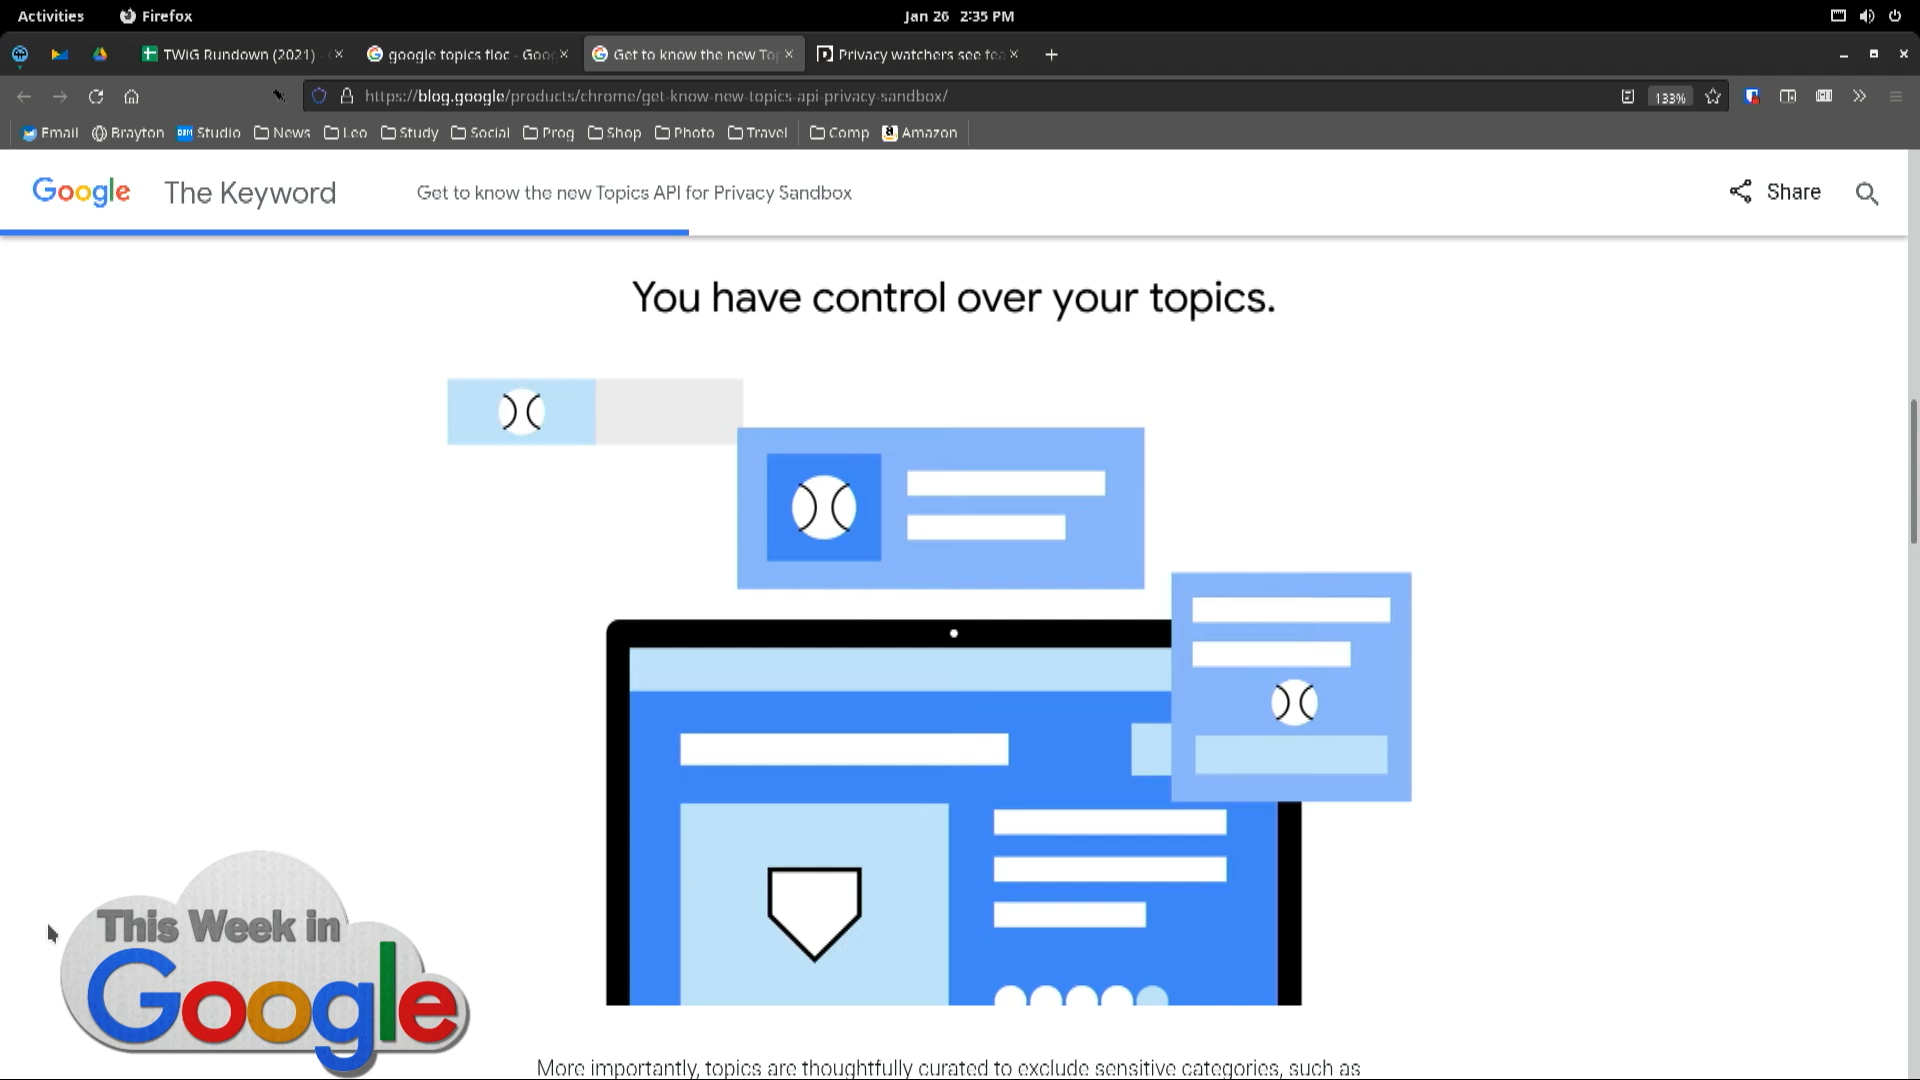 Activities Firefox Jan 26 2:35 PM
TWiG Rundown (2021) google topics floc - Goo Get to know the new Top Privacy watchers see fea
https://blog.google/products/chrome/get-know-new-topics-api-privacy-sandbox/ 133%
Email Brayton DSM Studio News Leo Study Social Prog Shop Photo Travel Comp Amazon
Google The Keyword Get to know the new Topics API for Privacy Sandbox Share
You have control over your topics.
This Week in
Google
More importantly, topics are thoughtfully curated to exclude sensitive categories, such as